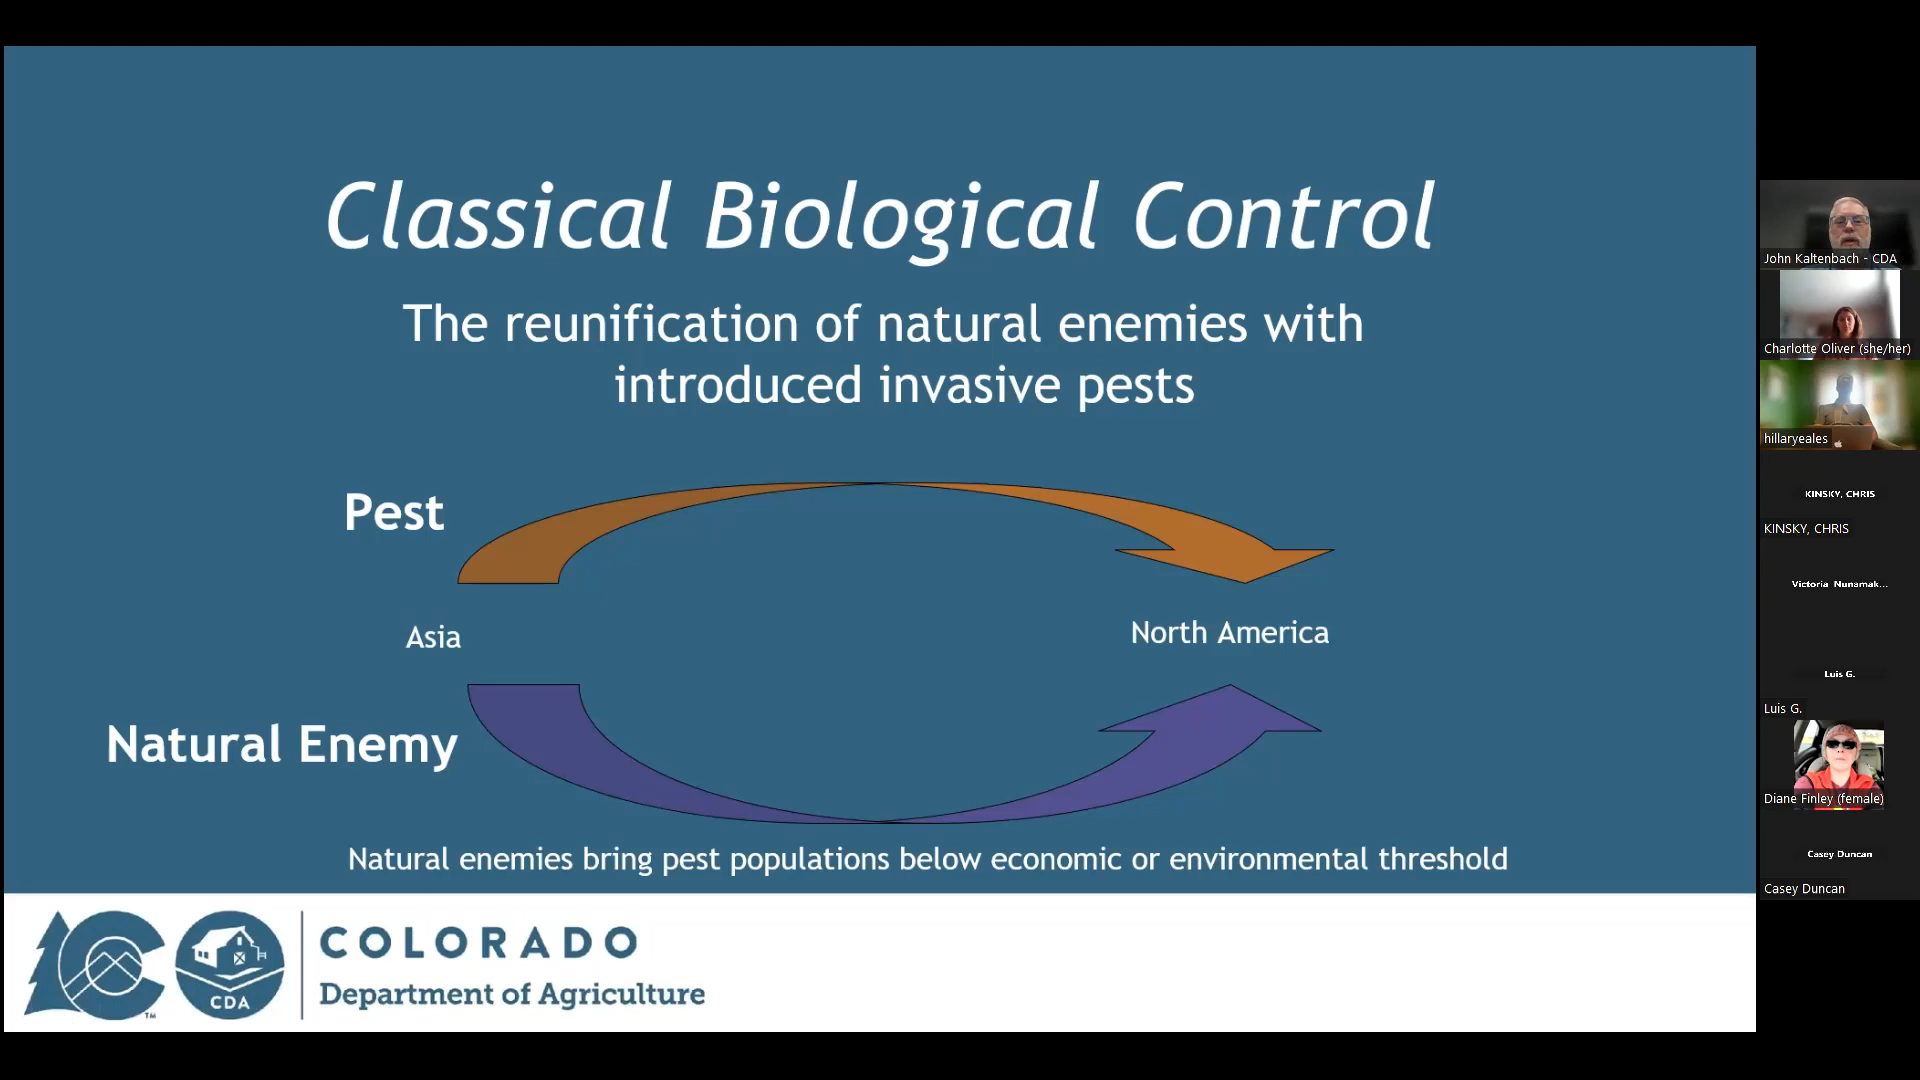 Classical Biological Control
The reunification of natural enemies with
introduced invasive pests
Pest
Asia
North America
Natural Enemy
Natural enemies bring pest populations below economic or environmental threshold
CDA
TM
COLORADO
Department of Agriculture
John Kaltenbach - CDA
Charlotte Oliver (she/her)
hillaryeales
KINSKY, CHRIS
KINSKY, CHRIS
Victoria Nunamak...
Luis G.
Luis G.
Diane Finley (female)
Casey Duncan
Casey Duncan